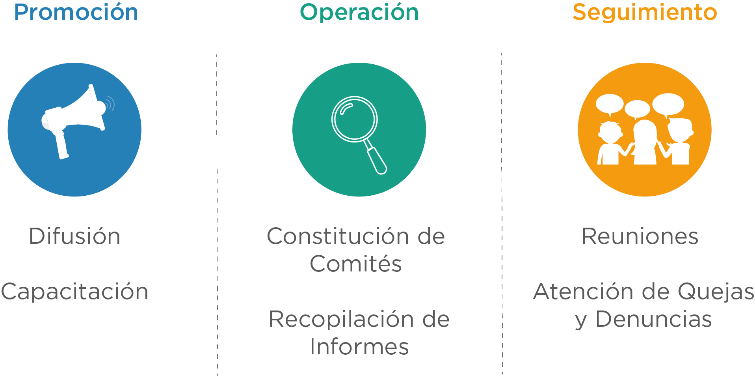 Promoción
Difusión
Capacitación
Operación
Constitución de
Comités
Recopilación de
Informes
Seguimiento
Reuniones
Atención de Quejas
y Denuncias